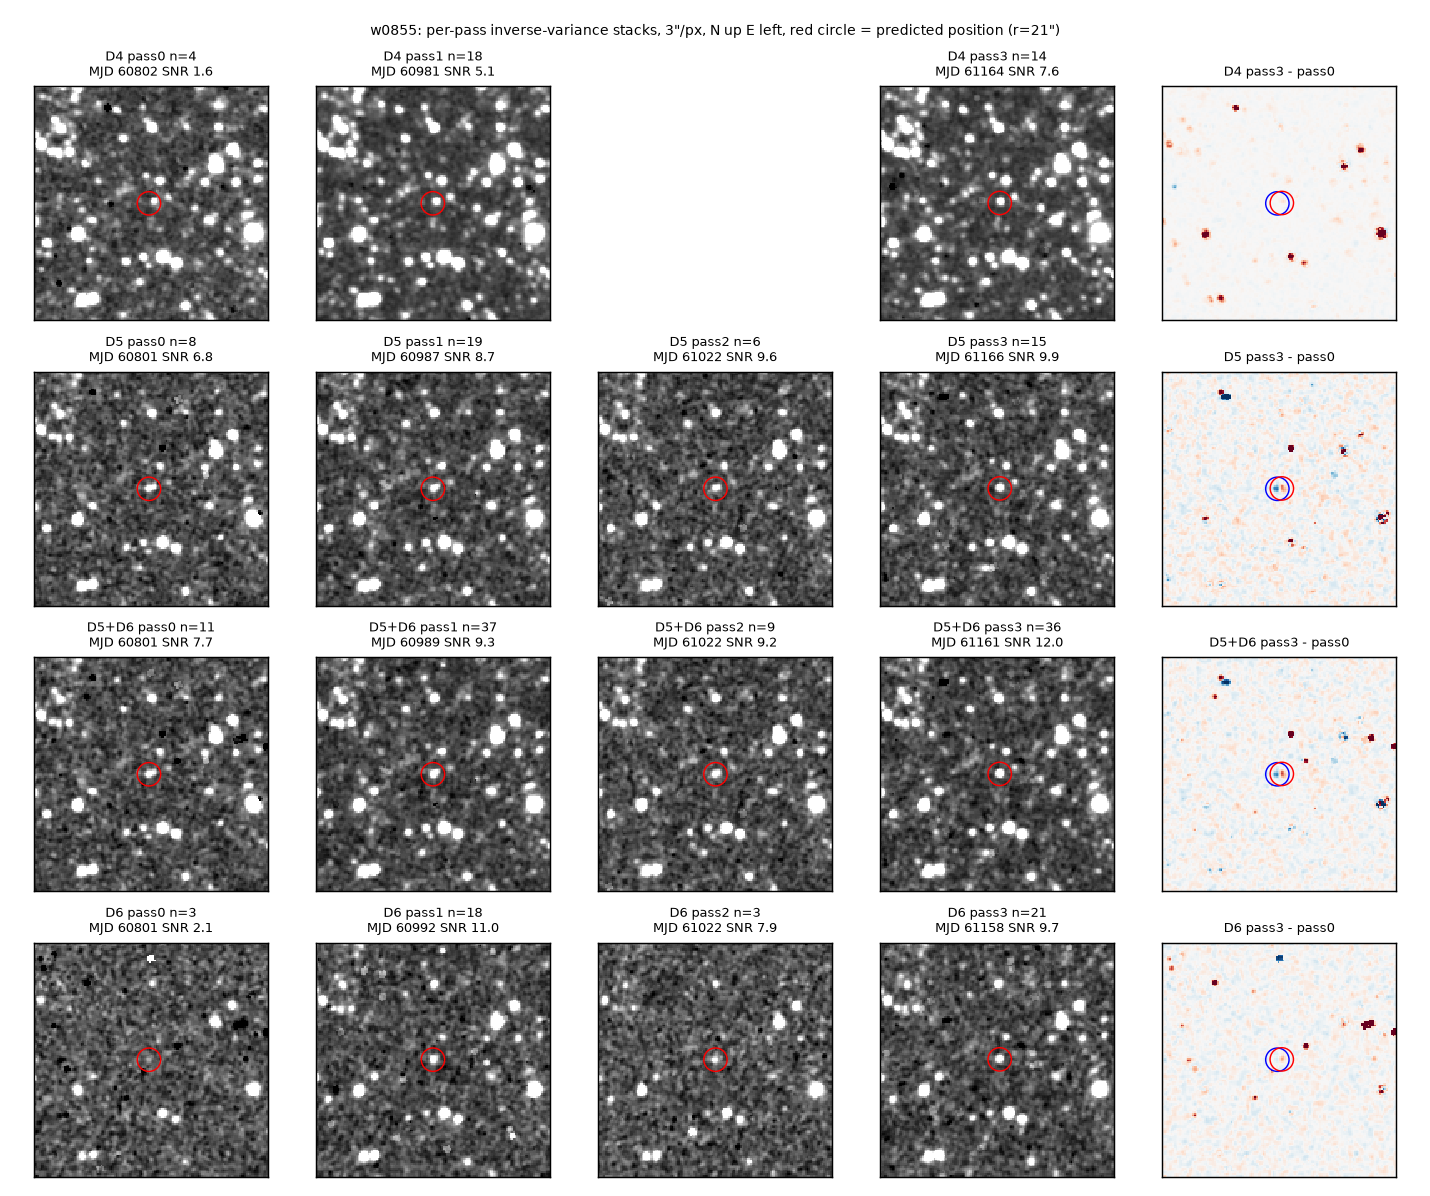 w0855: per-pass inverse-variance stacks, 3"/px, N up E left, red circle = predicted position (r=21")
D4 pass0 n=4
MJD 60802 SNR 1.6
D4 pass1 n=18
MJD 60981 SNR 5.1
D4 pass3 n=14
MJD 61164 SNR 7.6
D4 pass3 - pass0
D5 pass0 n=8
MJD 60801 SNR 6.8
D5 pass1 n=19
MJD 60987 SNR 8.7
D5 pass2 n=6
MJD 61022 SNR 9.6
D5 pass3 n=15
MJD 61166 SNR 9.9
D5 pass3 - pass0
D5+D6 pass0 n=11
MJD 60801 SNR 7.7
D5+D6 pass1 n=37
MJD 60989 SNR 9.3
D5+D6 pass2 n=9
MJD 61022 SNR 9.2
D5+D6 pass3 n=36
MJD 61161 SNR 12.0
D5+D6 pass3 - pass0
D6 pass0 n=3
MJD 60801 SNR 2.1
D6 pass1 n=18
MJD 60992 SNR 11.0
D6 pass2 n=3
MJD 61022 SNR 7.9
D6 pass3 n=21
MJD 61158 SNR 9.7
D6 pass3 - pass0